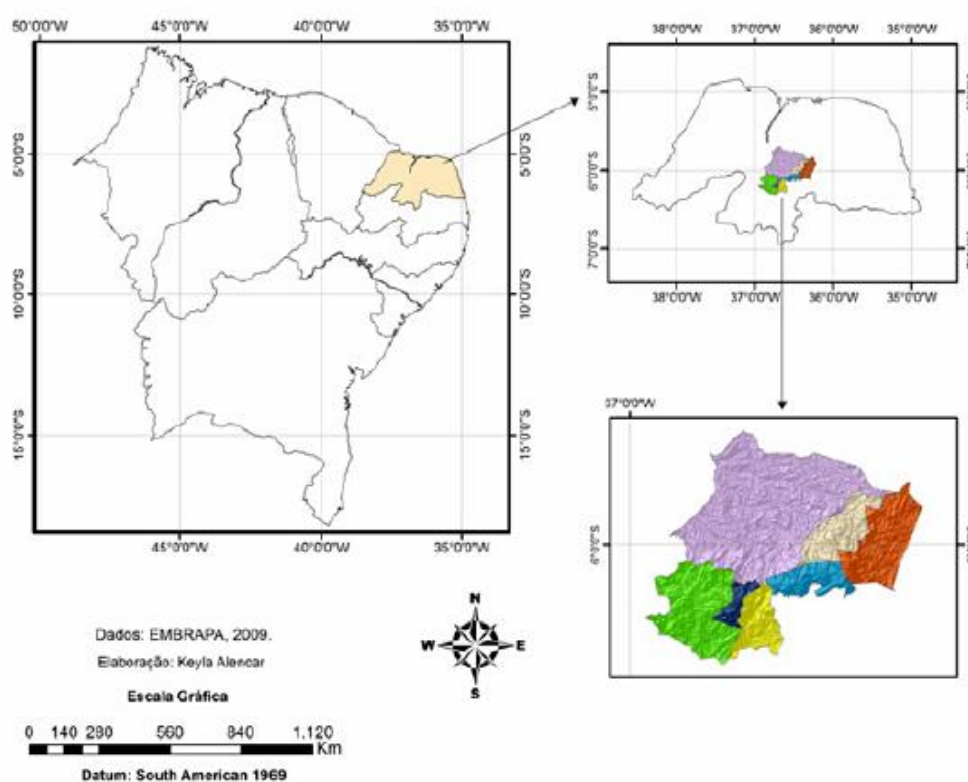 50°0'0"W 45°0'0"W 40°0'0"W 35°0'0"W
5°0'0"S
10°0'0"S
15°0'0"S
5°0'0"S
10°0'0"S
15°0'0"S
45°0'0"W 40°0'0"W 35°0'0"W
38°0'0"W 37°0'0"W 36°0'0"W 35°0'0"W
5°0'0"S
6°0'0"S
7°0'0"S
38°0'0"W 37°0'0"W 36°0'0"W 35°0'0"W
37°0'0"W
6°0'0"S
N
W E
S
Dados: EMBRAPA, 2009.
Elaboração: Keyla Alencar
Escala Gráfica
0 140 280 560 840 1.120
Km
Datum: South American 1969